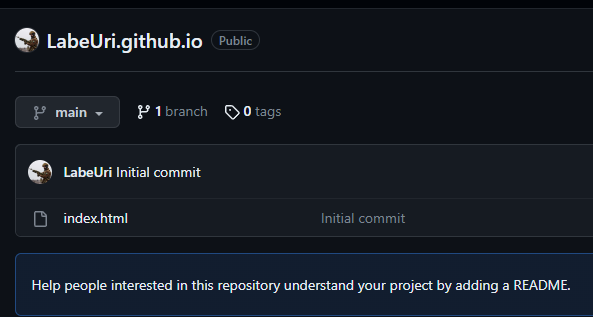 LabeUri.github.io Public
main 1 branch 0 tags
LabeUri Initial commit
index.html Initial commit
Help people interested in this repository understand your project by adding a README.